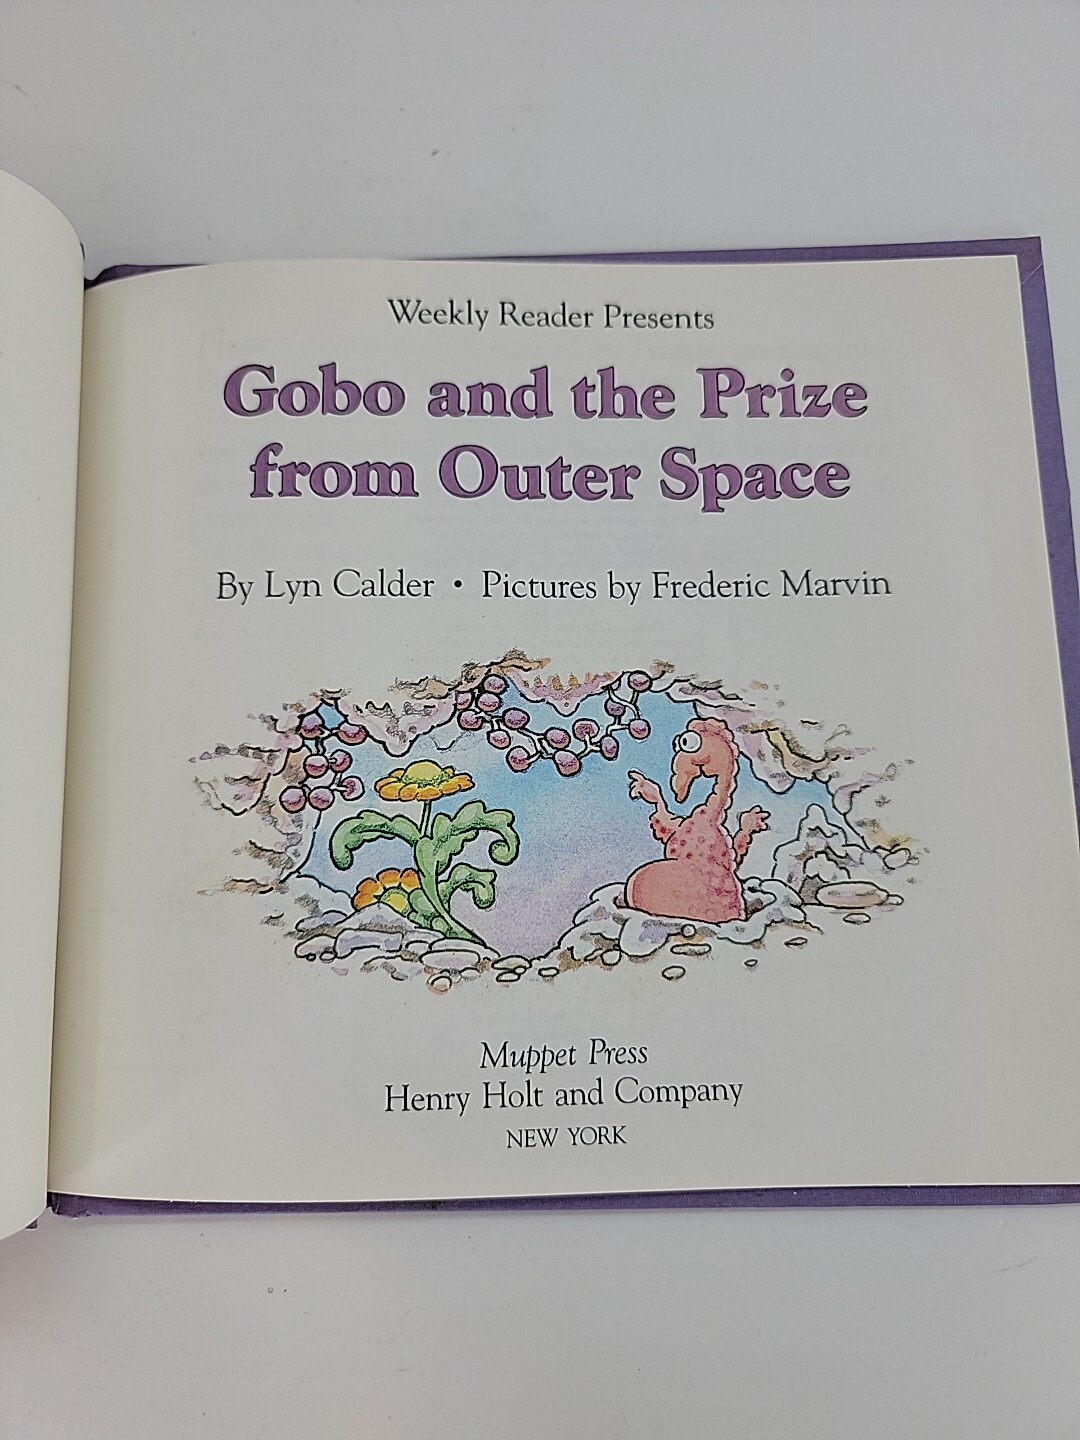 Weekly Reader Presents
Gobo and the Prize
from Outer Space
By Lyn Calder • Pictures by Frederic Marvin
Muppet Press
Henry Holt and Company
NEW YORK